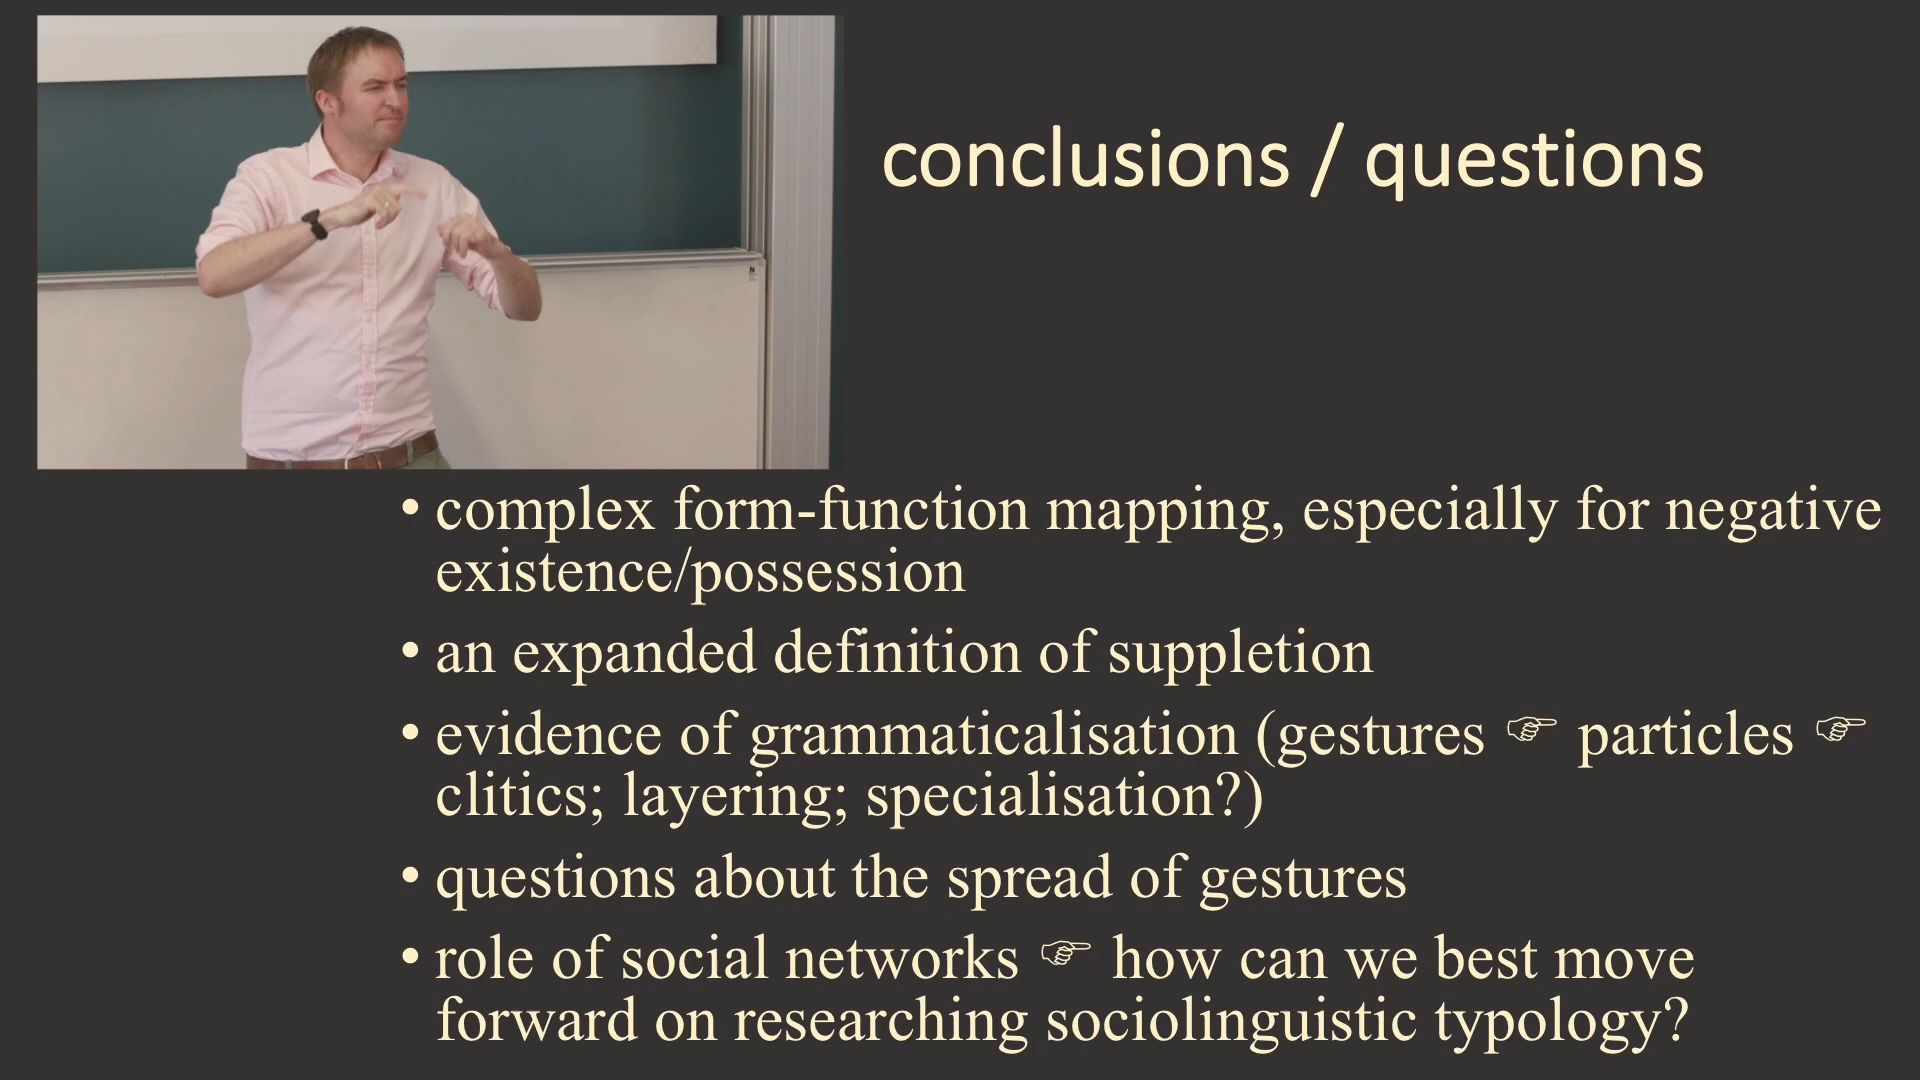 conclusions / questions
• complex form-function mapping, especially for negative
existence/possession
• an expanded definition of suppletion
• evidence of grammaticalisation (gestures ☞ particles ☞
clitics; layering; specialisation?)
• questions about the spread of gestures
• role of social networks ☞ how can we best move
forward on researching sociolinguistic typology?